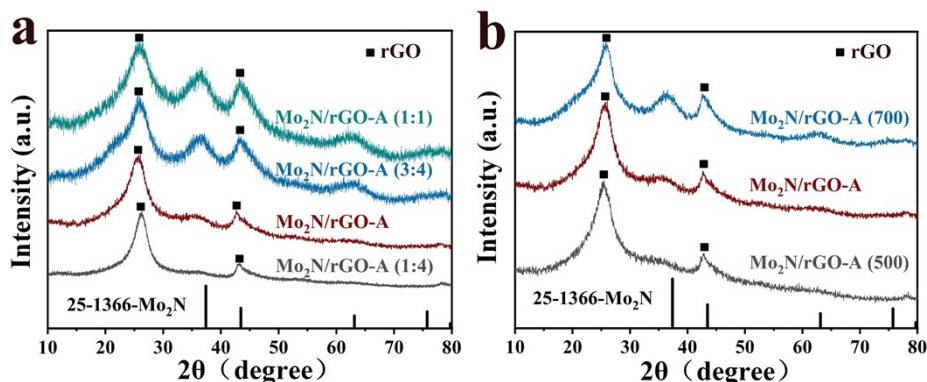 a
Intensity (a.u.)
■ rGO
Mo₂N/rGO-A (1:1)
Mo₂N/rGO-A (3:4)
Mo₂N/rGO-A
Mo₂N/rGO-A (1:4)
25-1366-Mo₂N
10 20 30 40 50 60 70 80
2θ（degree）
b
Intensity (a.u.)
■ rGO
Mo₂N/rGO-A (700)
Mo₂N/rGO-A
Mo₂N/rGO-A (500)
25-1366-Mo₂N
10 20 30 40 50 60 70 80
2θ（degree）